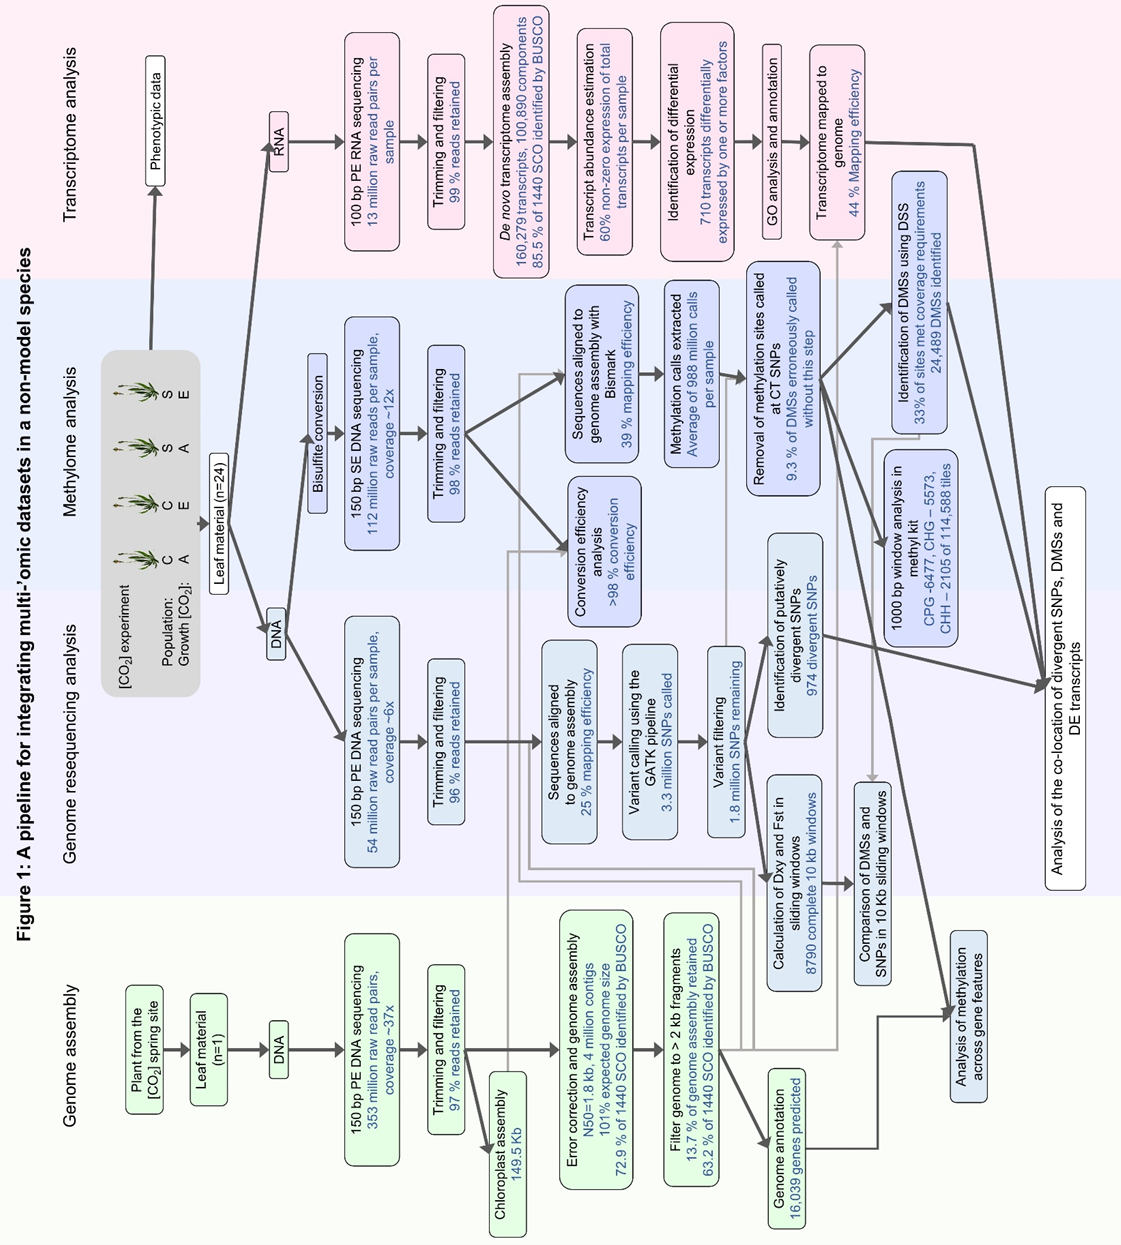 Figure 1: A pipeline for integrating multi-'omic datasets in a non-model species
Genome assembly
Genome resequencing analysis
Methylome analysis
Transcriptome analysis
Plant from the
[CO2] spring site
Leaf material
(n=1)
DNA
150 bp PE DNA sequencing
353 million raw read pairs,
coverage ~37x
Trimming and filtering
97 % reads retained
Chloroplast assembly
149.5 Kb
Error correction and genome assembly
N50=1.8 kb, 4 million contigs
101% expected genome size
72.9 % of 1440 SCO identified by BUSCO
Filter genome to > 2 kb fragments
13.7 % of genome assembly retained
63.2 % of 1440 SCO identified by BUSCO
Genome annotation
16,039 genes predicted
Analysis of methylation
across gene features
[CO2] experiment
Population: C C S S
Growth [CO2]: A E A E
Leaf material (n=24)
Phenotypic data
DNA
150 bp PE DNA sequencing
54 million raw read pairs per sample,
coverage ~6x
Trimming and filtering
96 % reads retained
Sequences aligned
to genome assembly
25 % mapping efficiency
Variant calling using the
GATK pipeline
3.3 million SNPs called
Variant filtering
1.8 million SNPs remaining
Calculation of Dxy and Fst in
sliding windows
8790 complete 10 kb windows
Identification of putatively
divergent SNPs
974 divergent SNPs
Comparison of DMSs and
SNPs in 10 Kb sliding windows
Bisulfite conversion
150 bp SE DNA sequencing
112 million raw reads per sample,
coverage ~12x
Trimming and filtering
98 % reads retained
Conversion efficiency
analysis
>98 % conversion
efficiency
Sequences aligned to
genome assembly with
Bismark
39 % mapping efficiency
Methylation calls extracted
Average of 988 million calls
per sample
Removal of methylation sites called
at CT SNPs
9.3 % of DMSs erroneously called
without this step
1000 bp window analysis in
methyl kit
CPG -6477, CHG – 5573,
CHH – 2105 of 114,588 tiles
Identification of DMSs using DSS
33% of sites met coverage requirements
24,489 DMSs identified
RNA
100 bp PE RNA sequencing
13 million raw read pairs per
sample
Trimming and filtering
99 % reads retained
De novo transcriptome assembly
160,279 transcripts, 100,890 components
85.5 % of 1440 SCO identified by BUSCO
Transcript abundance estimation
60% non-zero expression of total
transcripts per sample
Identification of differential
expression
710 transcripts differentially
expressed by one or more factors
GO analysis and annotation
Transcriptome mapped to
genome
44 % Mapping efficiency
Analysis of the co-location of divergent SNPs, DMSs and
DE transcripts